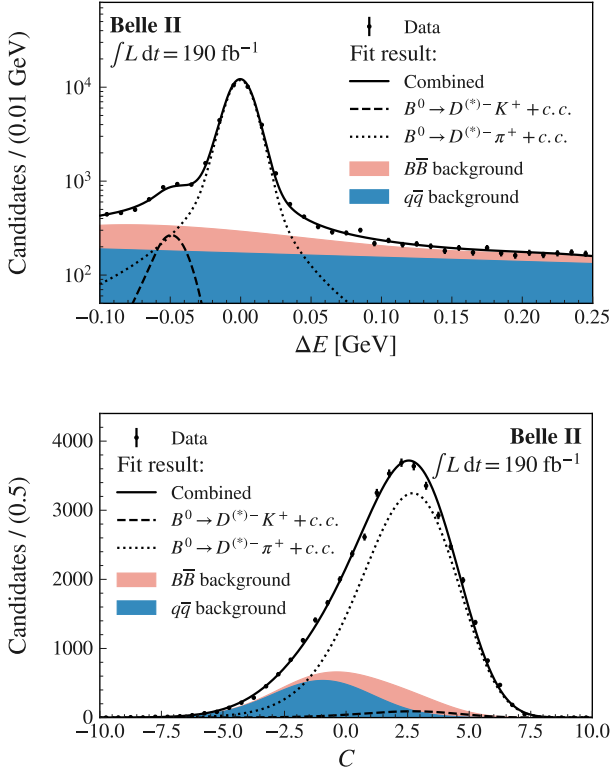 Belle II
∫L dt = 190 fb⁻¹
Data
Fit result:
Combined
B⁰ → D⁽*⁾⁻ K⁺ + c.c.
B⁰ → D⁽*⁾⁻ π⁺ + c.c.
BB̅ background
qq̅ background
Candidates / (0.01 GeV)
10⁴
10³
10²
−0.10 −0.05 0.00 0.05 0.10 0.15 0.20 0.25
ΔE [GeV]
Data
Fit result:
Combined
B⁰ → D⁽*⁾⁻ K⁺ + c.c.
B⁰ → D⁽*⁾⁻ π⁺ + c.c.
BB̅ background
qq̅ background
Belle II
∫L dt = 190 fb⁻¹
Candidates / (0.5)
4000
3000
2000
1000
0
−10.0 −7.5 −5.0 −2.5 0.0 2.5 5.0 7.5 10.0
C